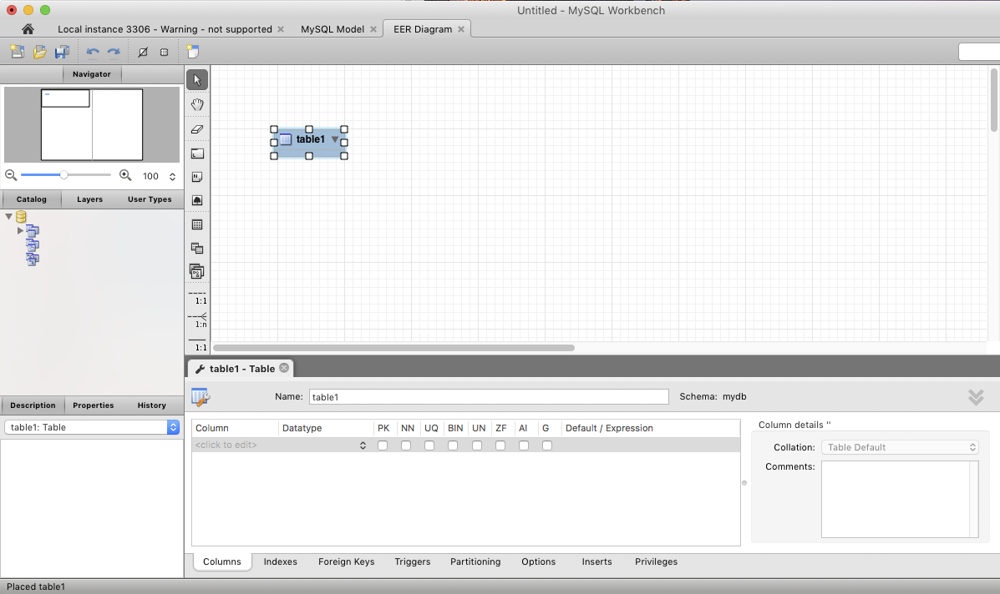 Untitled - MySQL Workbench
Local instance 3306 - Warning - not supported
MySQL Model
EER Diagram
Navigator
100
Catalog
Layers
User Types
table1
1:1
1:n
1:1
Description
Properties
History
table1: Table
table1 - Table
Name:
table1
Schema: mydb
Column
Datatype
PK
NN
UQ
BIN
UN
ZF
AI
G
Default / Expression
<click to edit>
Column details ''
Collation:
Table Default
Comments:
Columns
Indexes
Foreign Keys
Triggers
Partitioning
Options
Inserts
Privileges
Placed table1